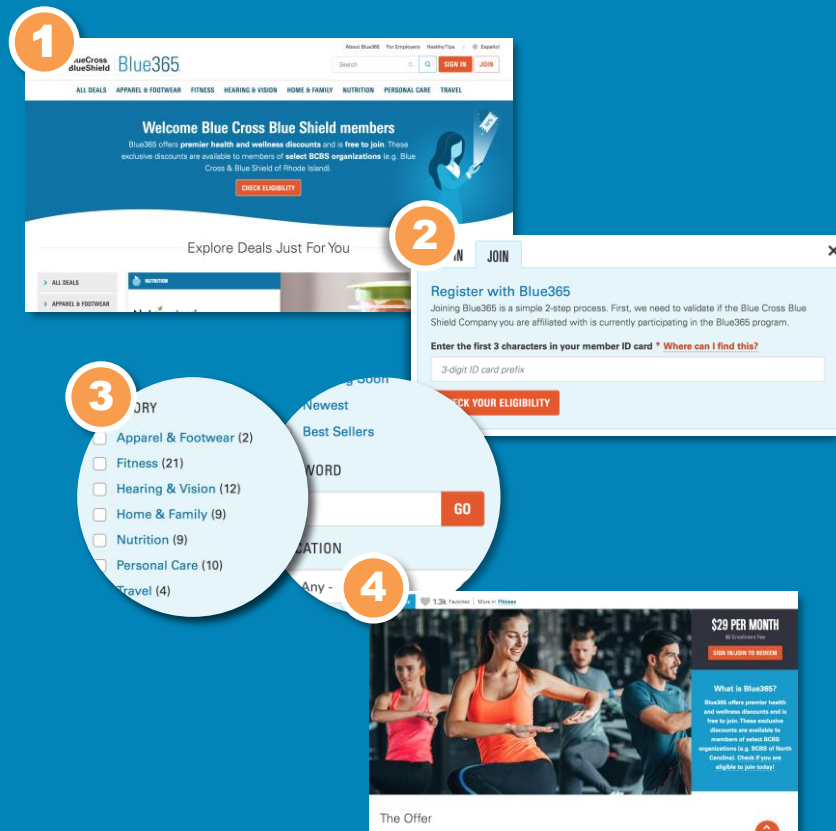 1
About Blue365 For Employers Healthy Tips / Español
BlueShield Blue365
Search SIGN IN JOIN
ALL DEALS APPAREL & FOOTWEAR FITNESS HEARING & VISION HOME & FAMILY NUTRITION PERSONAL CARE TRAVEL
Welcome Blue Cross Blue Shield members
Blue365 offers premier health and wellness discounts and is free to join. These
exclusive discounts are available to members of select BCBS organizations (e.g. Blue
Cross & Blue Shield of Rhode Island).
CHECK ELIGIBILITY
Explore Deals Just For You
> ALL DEALS
NUTRITION
> APPAREL & FOOTWEAR
2
JOIN
Register with Blue365
Joining Blue365 is a simple 2-step process. First, we need to validate if the Blue Cross Blue
Shield Company you are affiliated with is currently participating in the Blue365 program.
Enter the first 3 characters in your member ID card * Where can I find this?
3-digit ID card prefix
CK YOUR ELIGIBILITY
3
ORY
Apparel & Footwear (2)
Fitness (21)
Hearing & Vision (12)
Home & Family (9)
Nutrition (9)
Personal Care (10)
Travel (4)
g Soon
Newest
Best Sellers
WORD
GO
CATION
Any -
4
1.3k Favorites | More in Fitness
$29 PER MONTH
$0 Enrollment Fee
SIGN IN/JOIN TO REDEEM
What is Blue365?
Blue365 offers premier health
and wellness discounts and is
free to join. These exclusive
discounts are available to
members of select BCBS
organizations (e.g. BCBS of North
Carolina). Check if you are
eligible to join today!
The Offer